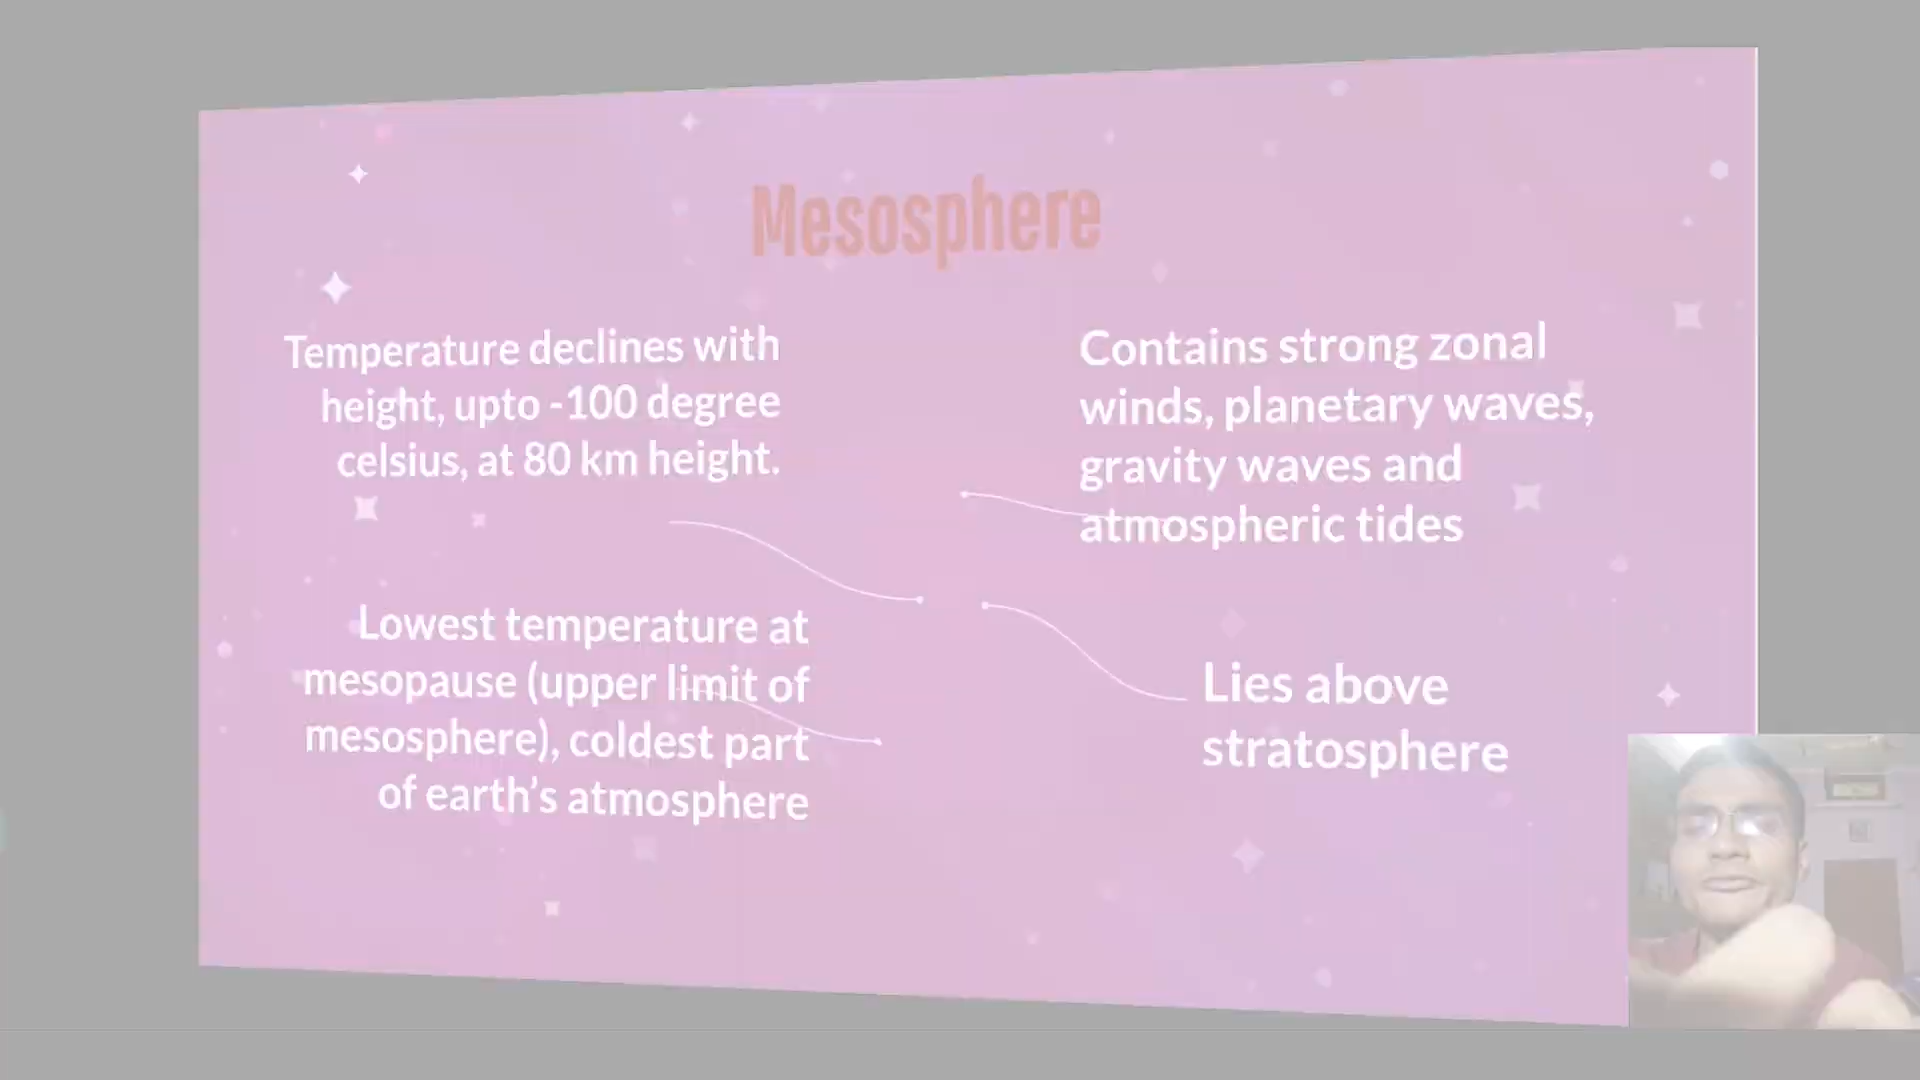 Mesosphere
Temperature declines with
height, upto -100 degree
celsius, at 80 km height.
Lowest temperature at
mesopause (upper limit of
mesosphere), coldest part
of earth’s atmosphere
Contains strong zonal
winds, planetary waves,
gravity waves and
atmospheric tides
Lies above
stratosphere